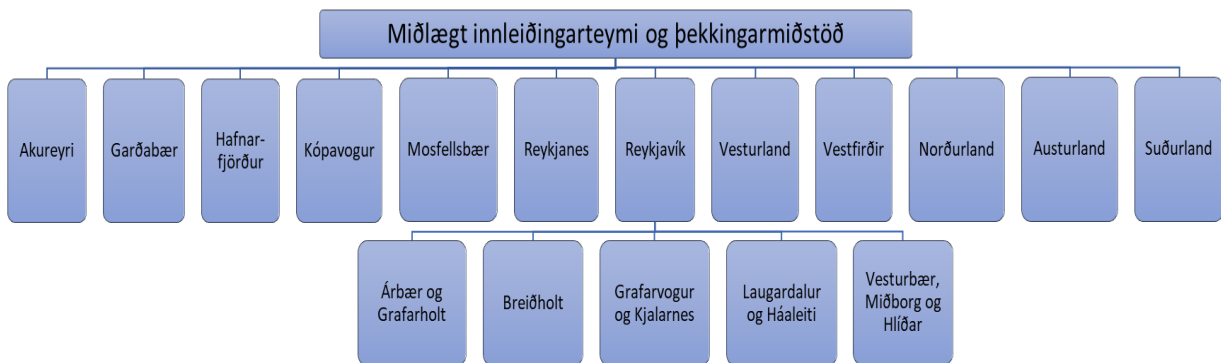 Miðlægt innleiðingarteymi og þekkingarmiðstöð
Akureyri
Garðabær
Hafnar-
fjörður
Kópavogur
Mosfellsbær
Reykjanes
Reykjavík
Vesturland
Vestfirðir
Norðurland
Austurland
Suðurland
Árbær og
Grafarholt
Breiðholt
Grafarvogur
og Kjalarnes
Laugardalur
og Háaleiti
Vesturbær,
Miðborg og
Hlíðar